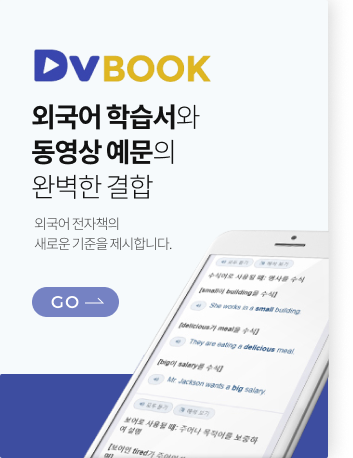 DVBOOK
외국어 학습서와
동영상 예문의
완벽한 결합
외국어 전자책의
새로운 기준을 제시합니다.
GO
수식어로 사용될 때: 명사를 수식
[small이 building을 수식]
She works in a small building
[delicious가 meal을 수식]
They are eating a delicious meal
[big이 salary를 수식]
Mr. Jackson wants a big salary
보어로 사용될 때: 주어나 목적어를 보충하
여 설명